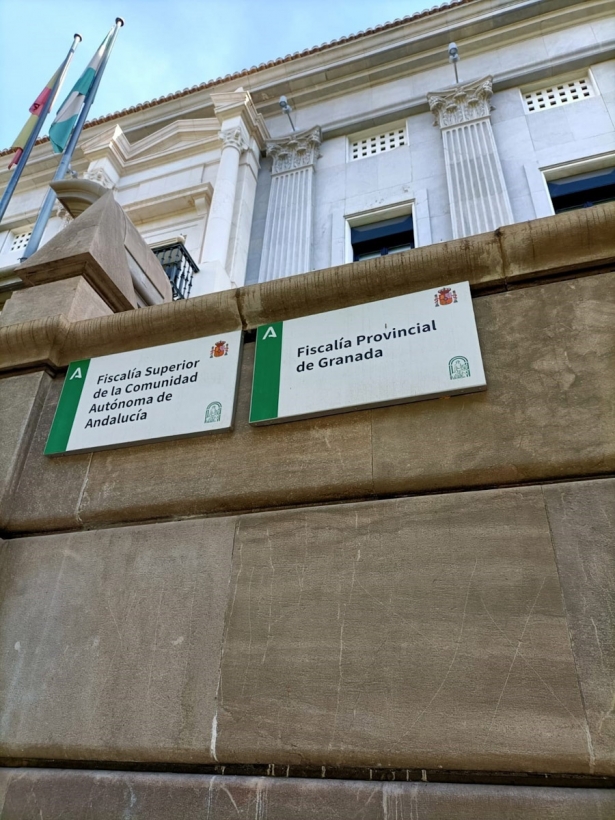 A
Fiscalía Superior
de la Comunidad
Autónoma de
Andalucía
A
Fiscalía Provincial
de Granada